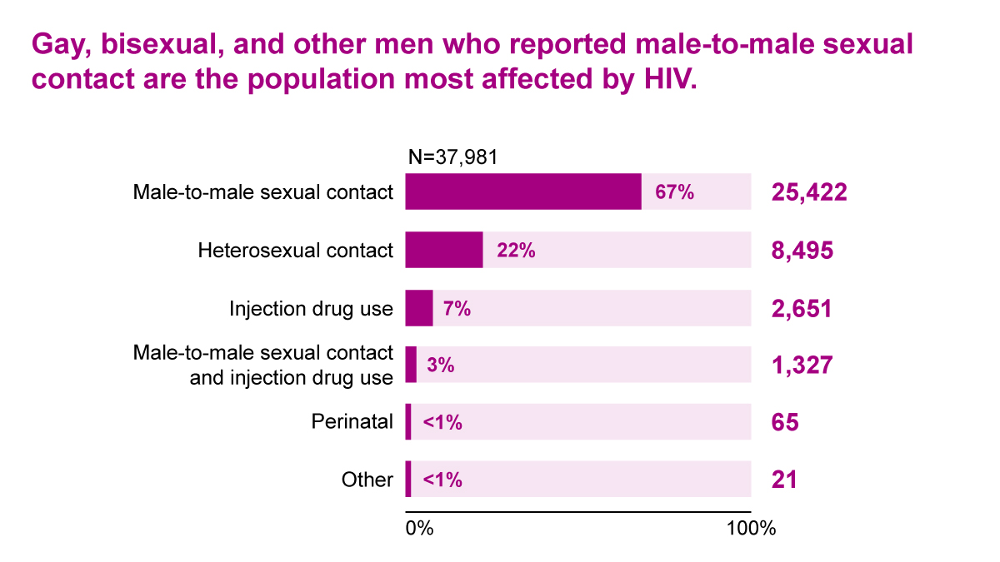 Gay, bisexual, and other men who reported male-to-male sexual
contact are the population most affected by HIV.
N=37,981
Male-to-male sexual contact 67% 25,422
Heterosexual contact 22% 8,495
Injection drug use 7% 2,651
Male-to-male sexual contact
and injection drug use 3% 1,327
Perinatal <1% 65
Other <1% 21
0% 100%